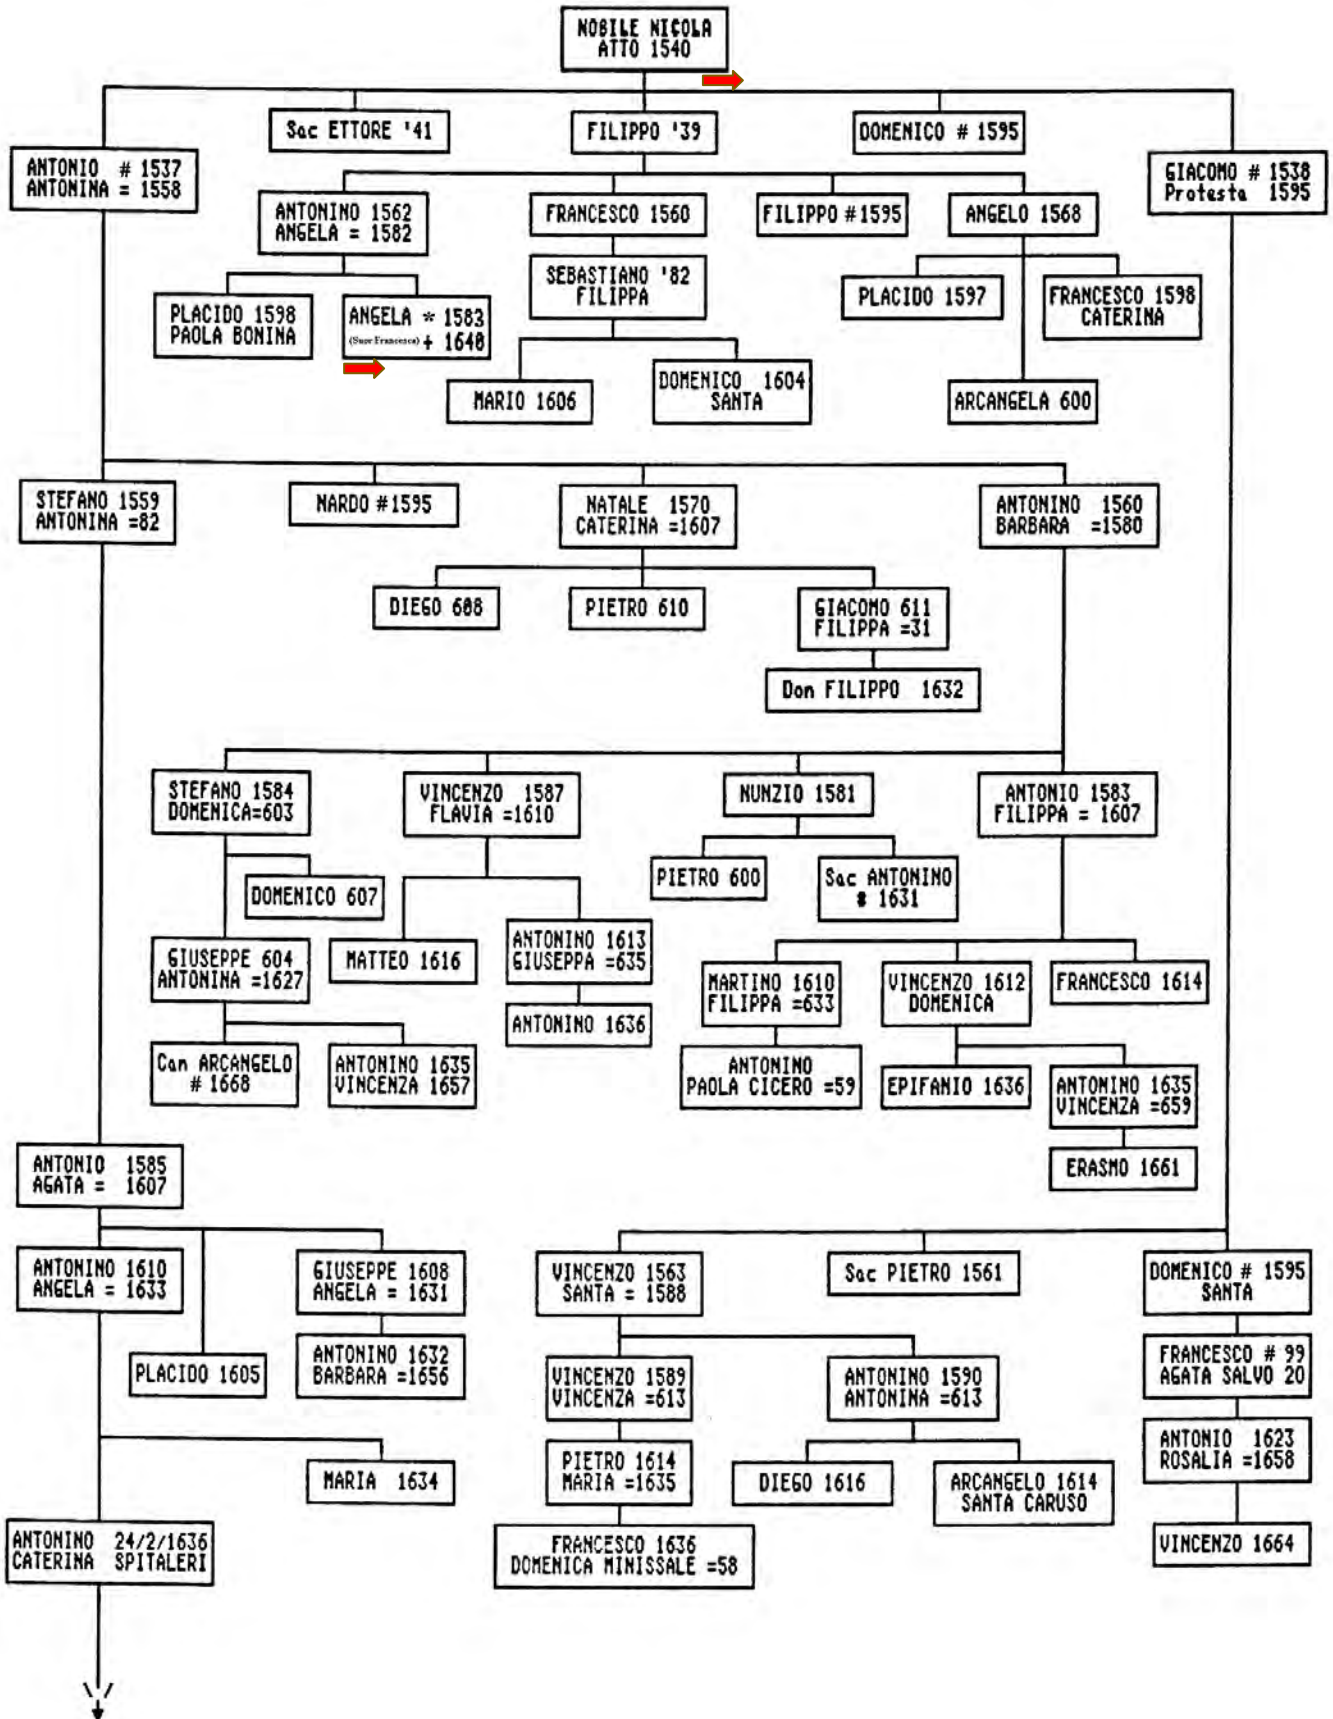 NOBILE NICOLA
ATTO 1540
Sac ETTORE '41
FILIPPO '39
DOMENICO # 1595
ANTONIO # 1537
ANTONINA = 1558
GIACOMO # 1538
Protesta 1595
ANTONINO 1562
ANGELA = 1582
FRANCESCO 1560
FILIPPO #1595
ANGELO 1568
SEBASTIANO '82
FILIPPA
PLACIDO 1597
FRANCESCO 1598
CATERINA
PLACIDO 1598
PAOLA BONINA
ANGELA * 1583
(Suor Francesca) + 1640
MARIO 1606
DOMENICO 1604
SANTA
ARCANGELA 600
STEFANO 1559
ANTONINA =82
NARDO #1595
NATALE 1570
CATERINA =1607
ANTONINO 1560
BARBARA =1580
DIEGO 608
PIETRO 610
GIACOMO 611
FILIPPA =31
Don FILIPPO 1632
STEFANO 1584
DOMENICA=603
VINCENZO 1587
FLAVIA =1610
NUNZIO 1581
ANTONIO 1583
FILIPPA = 1607
DOMENICO 607
PIETRO 600
Sac ANTONINO
# 1631
GIUSEPPE 604
ANTONINA =1627
MATTEO 1616
ANTONINO 1613
GIUSEPPA =635
MARTINO 1610
FILIPPA =633
VINCENZO 1612
DOMENICA
FRANCESCO 1614
ANTONINO 1636
Can ARCANGELO
# 1668
ANTONINO 1635
VINCENZA 1657
ANTONINO
PAOLA CICERO =59
EPIFANIO 1636
ANTONINO 1635
VINCENZA =659
ERASMO 1661
ANTONIO 1585
AGATA = 1607
ANTONINO 1610
ANGELA = 1633
GIUSEPPE 1608
ANGELA = 1631
VINCENZO 1563
SANTA = 1588
Sac PIETRO 1561
DOMENICO # 1595
SANTA
PLACIDO 1605
ANTONINO 1632
BARBARA =1656
VINCENZO 1589
VINCENZA =613
ANTONINO 1590
ANTONINA =613
FRANCESCO # 99
AGATA SALVO 20
MARIA 1634
PIETRO 1614
MARIA =1635
DIEGO 1616
ARCANGELO 1614
SANTA CARUSO
ANTONIO 1623
ROSALIA =1658
ANTONINO 24/2/1636
CATERINA SPITALERI
FRANCESCO 1636
DOMENICA MINISSALE =58
VINCENZO 1664